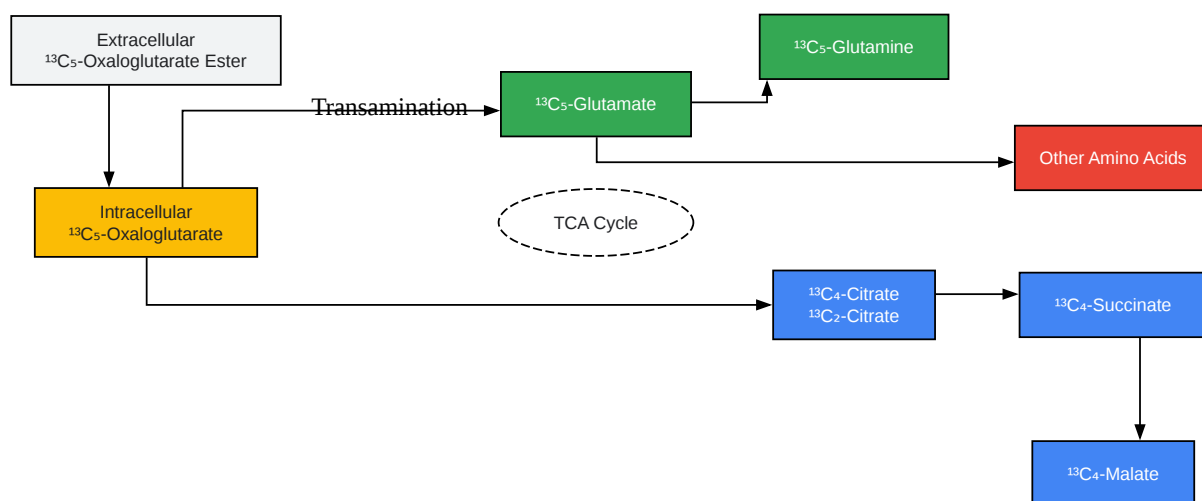 Extracellular
¹³C₅-Oxaloglutarate Ester
¹³C₅-Glutamine
Transamination
¹³C₅-Glutamate
Other Amino Acids
Intracellular
¹³C₅-Oxaloglutarate
TCA Cycle
¹³C₄-Citrate
¹³C₂-Citrate
¹³C₄-Succinate
¹³C₄-Malate